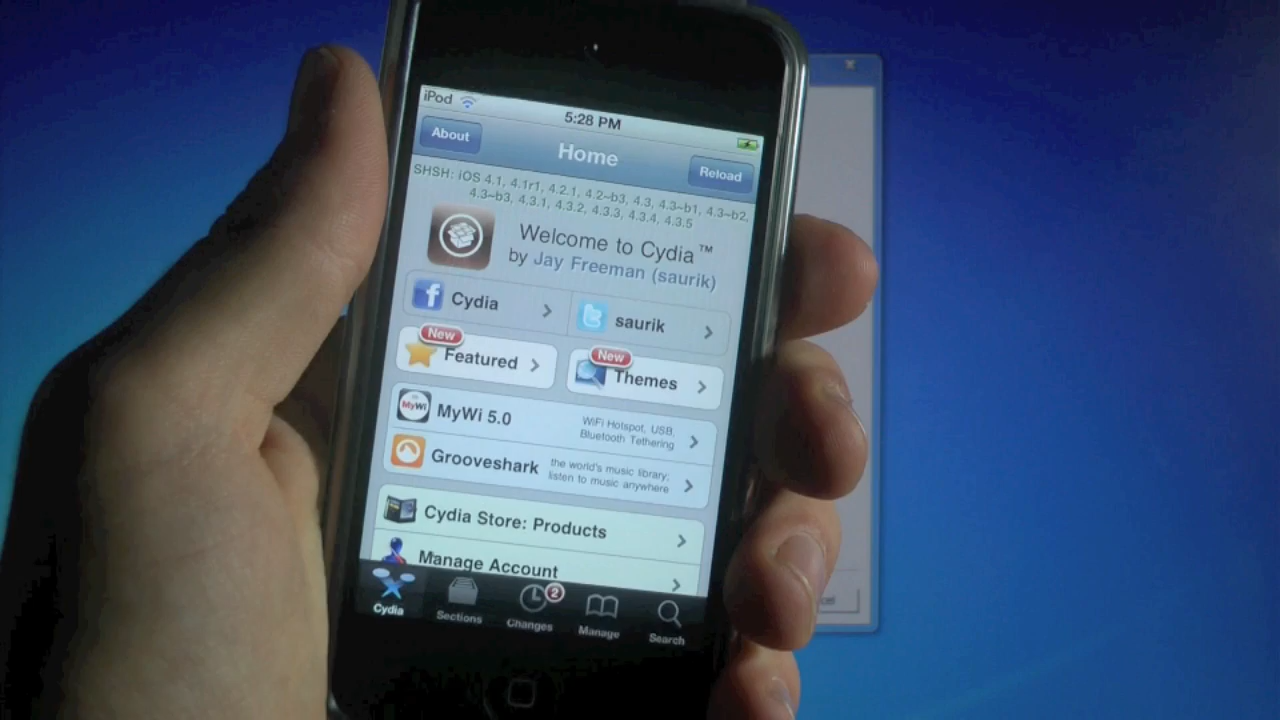 iPod
5:28 PM
About
Home
Reload
SHSH: iOS 4.1, 4.1r1, 4.2.1, 4.2~b3, 4.3, 4.3~b1, 4.3~b2,
4.3~b3, 4.3.1, 4.3.2, 4.3.3, 4.3.4, 4.3.5
Welcome to Cydia™
by Jay Freeman (saurik)
Cydia
saurik
New
Featured
New
Themes
MyWi
MyWi 5.0
WiFi Hotspot, USB,
Bluetooth Tethering
Grooveshark
the world's music library;
listen to music anywhere
Cydia Store: Products
Manage Account
Cydia
Sections
2
Changes
Manage
Search